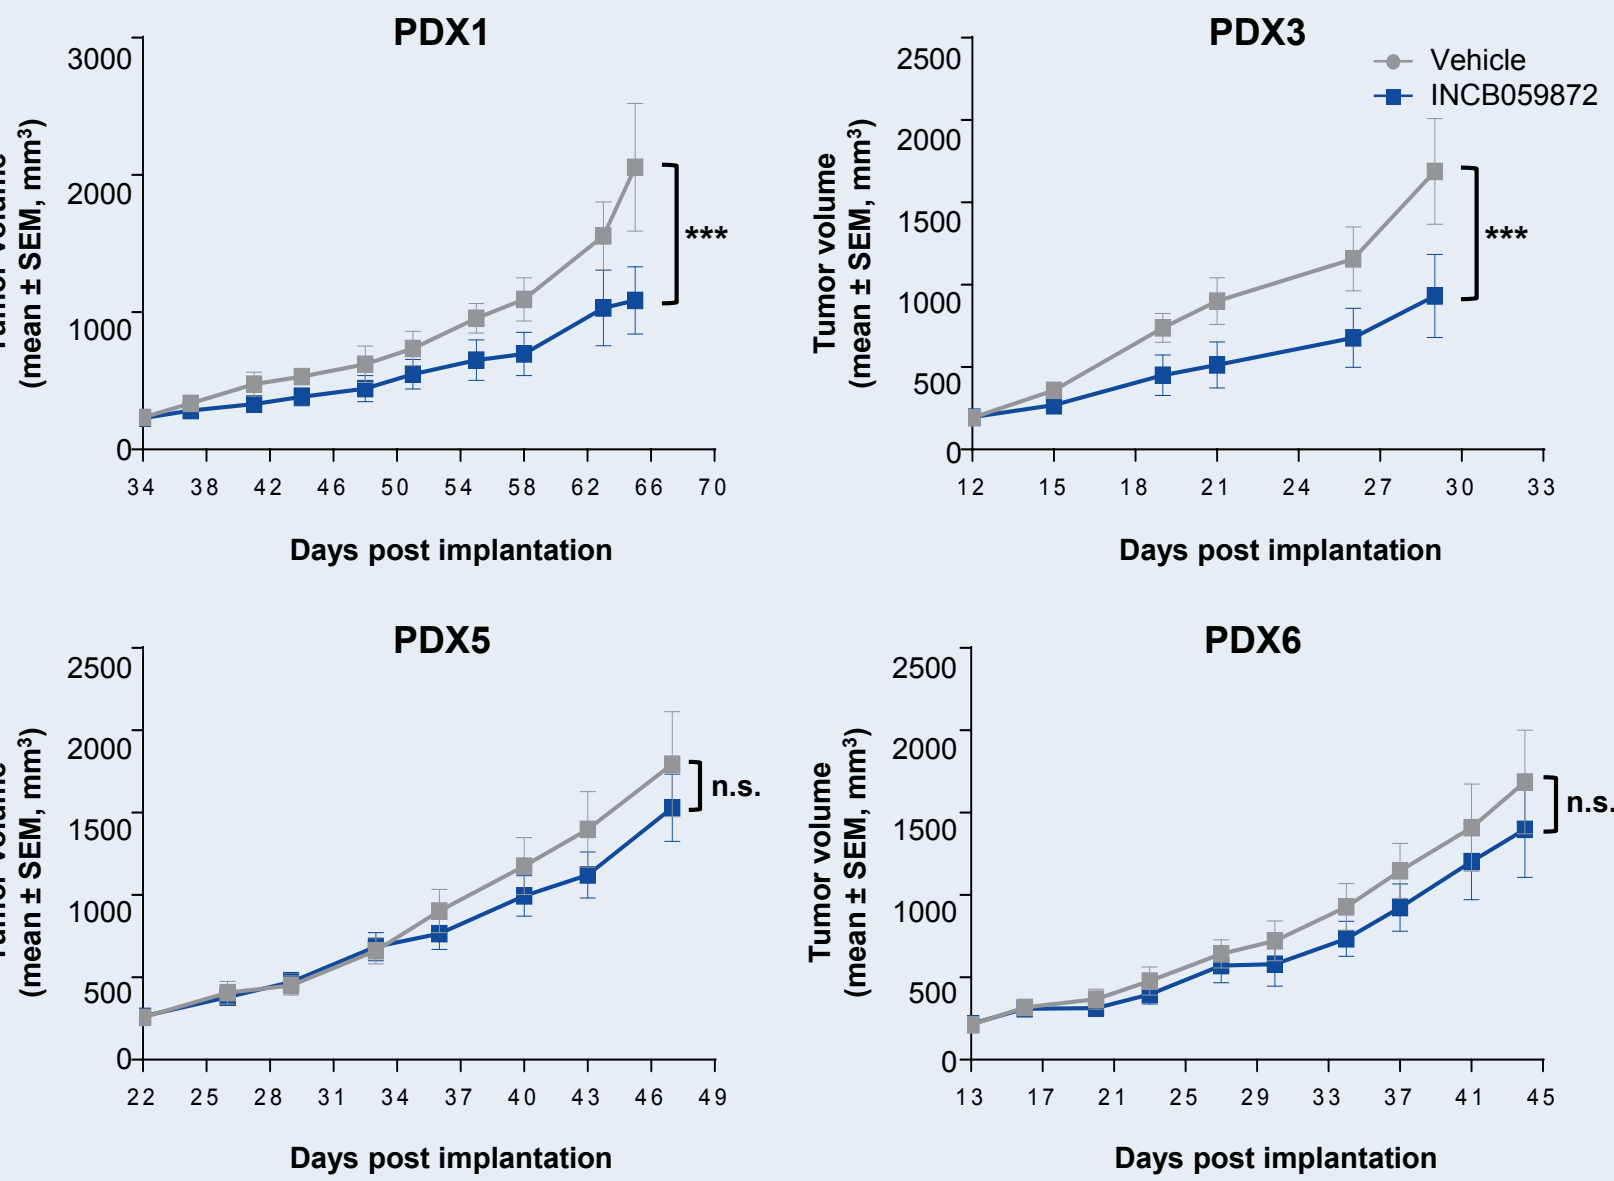 PDX1
3000
2000
1000
0
(mean ± SEM, mm³)
34 38 42 46 50 54 58 62 66 70
Days post implantation
***
PDX3
Vehicle
INCB059872
2500
2000
1500
1000
500
0
Tumor volume
(mean ± SEM, mm³)
12 15 18 21 24 27 30 33
Days post implantation
***
PDX5
2500
2000
1500
1000
500
0
(mean ± SEM, mm³)
22 25 28 31 34 37 40 43 46 49
Days post implantation
n.s.
PDX6
2500
2000
1500
1000
500
0
Tumor volume
(mean ± SEM, mm³)
13 17 21 25 29 33 37 41 45
Days post implantation
n.s.